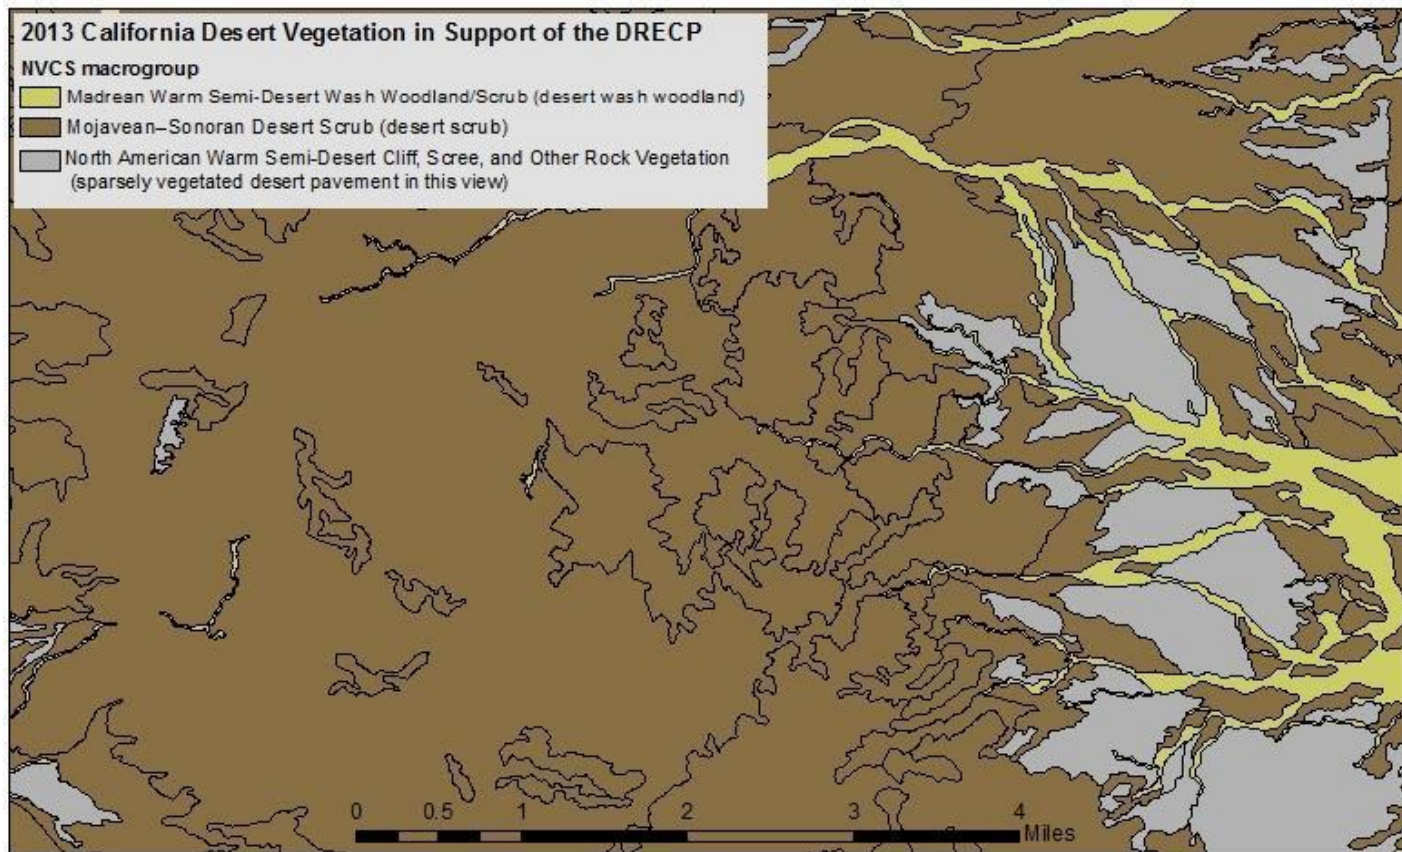 2013 California Desert Vegetation in Support of the DRECP
NVCS macrogroup
Madrean Warm Semi-Desert Wash Woodland/Scrub (desert wash woodland)
Mojavean–Sonoran Desert Scrub (desert scrub)
North American Warm Semi-Desert Cliff, Scree, and Other Rock Vegetation
(sparsely vegetated desert pavement in this view)
0 0.5 1 2 3 4
Miles